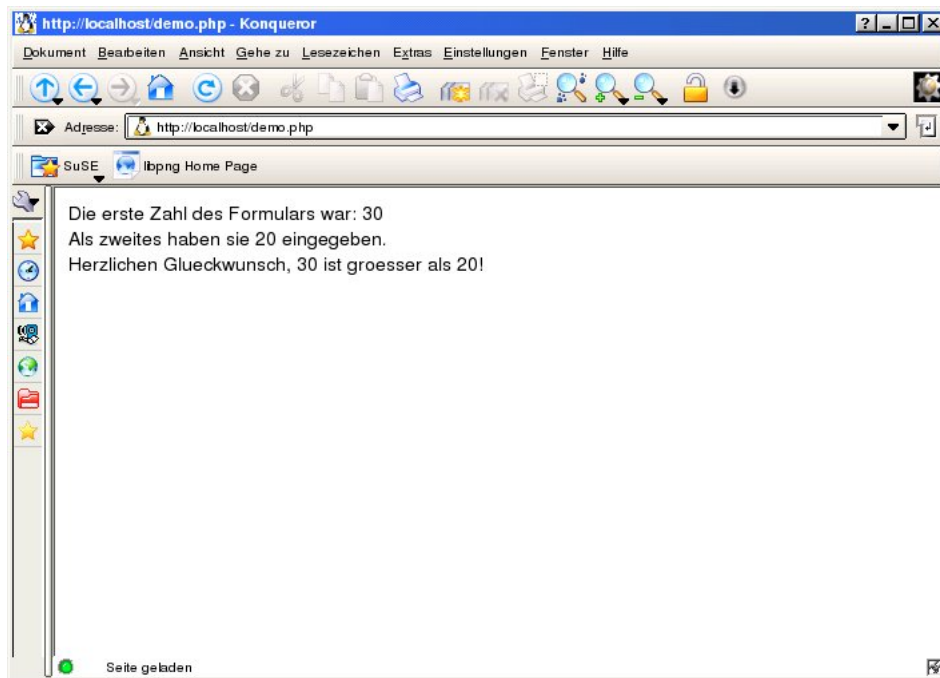 http://localhost/demo.php - Konqueror
Dokument Bearbeiten Ansicht Gehe zu Lesezeichen Extras Einstellungen Fenster Hilfe
Adresse: http://localhost/demo.php
SuSE libpng Home Page
Die erste Zahl des Formulars war: 30
Als zweites haben sie 20 eingegeben.
Herzlichen Glueckwunsch, 30 ist groesser als 20!
Seite geladen